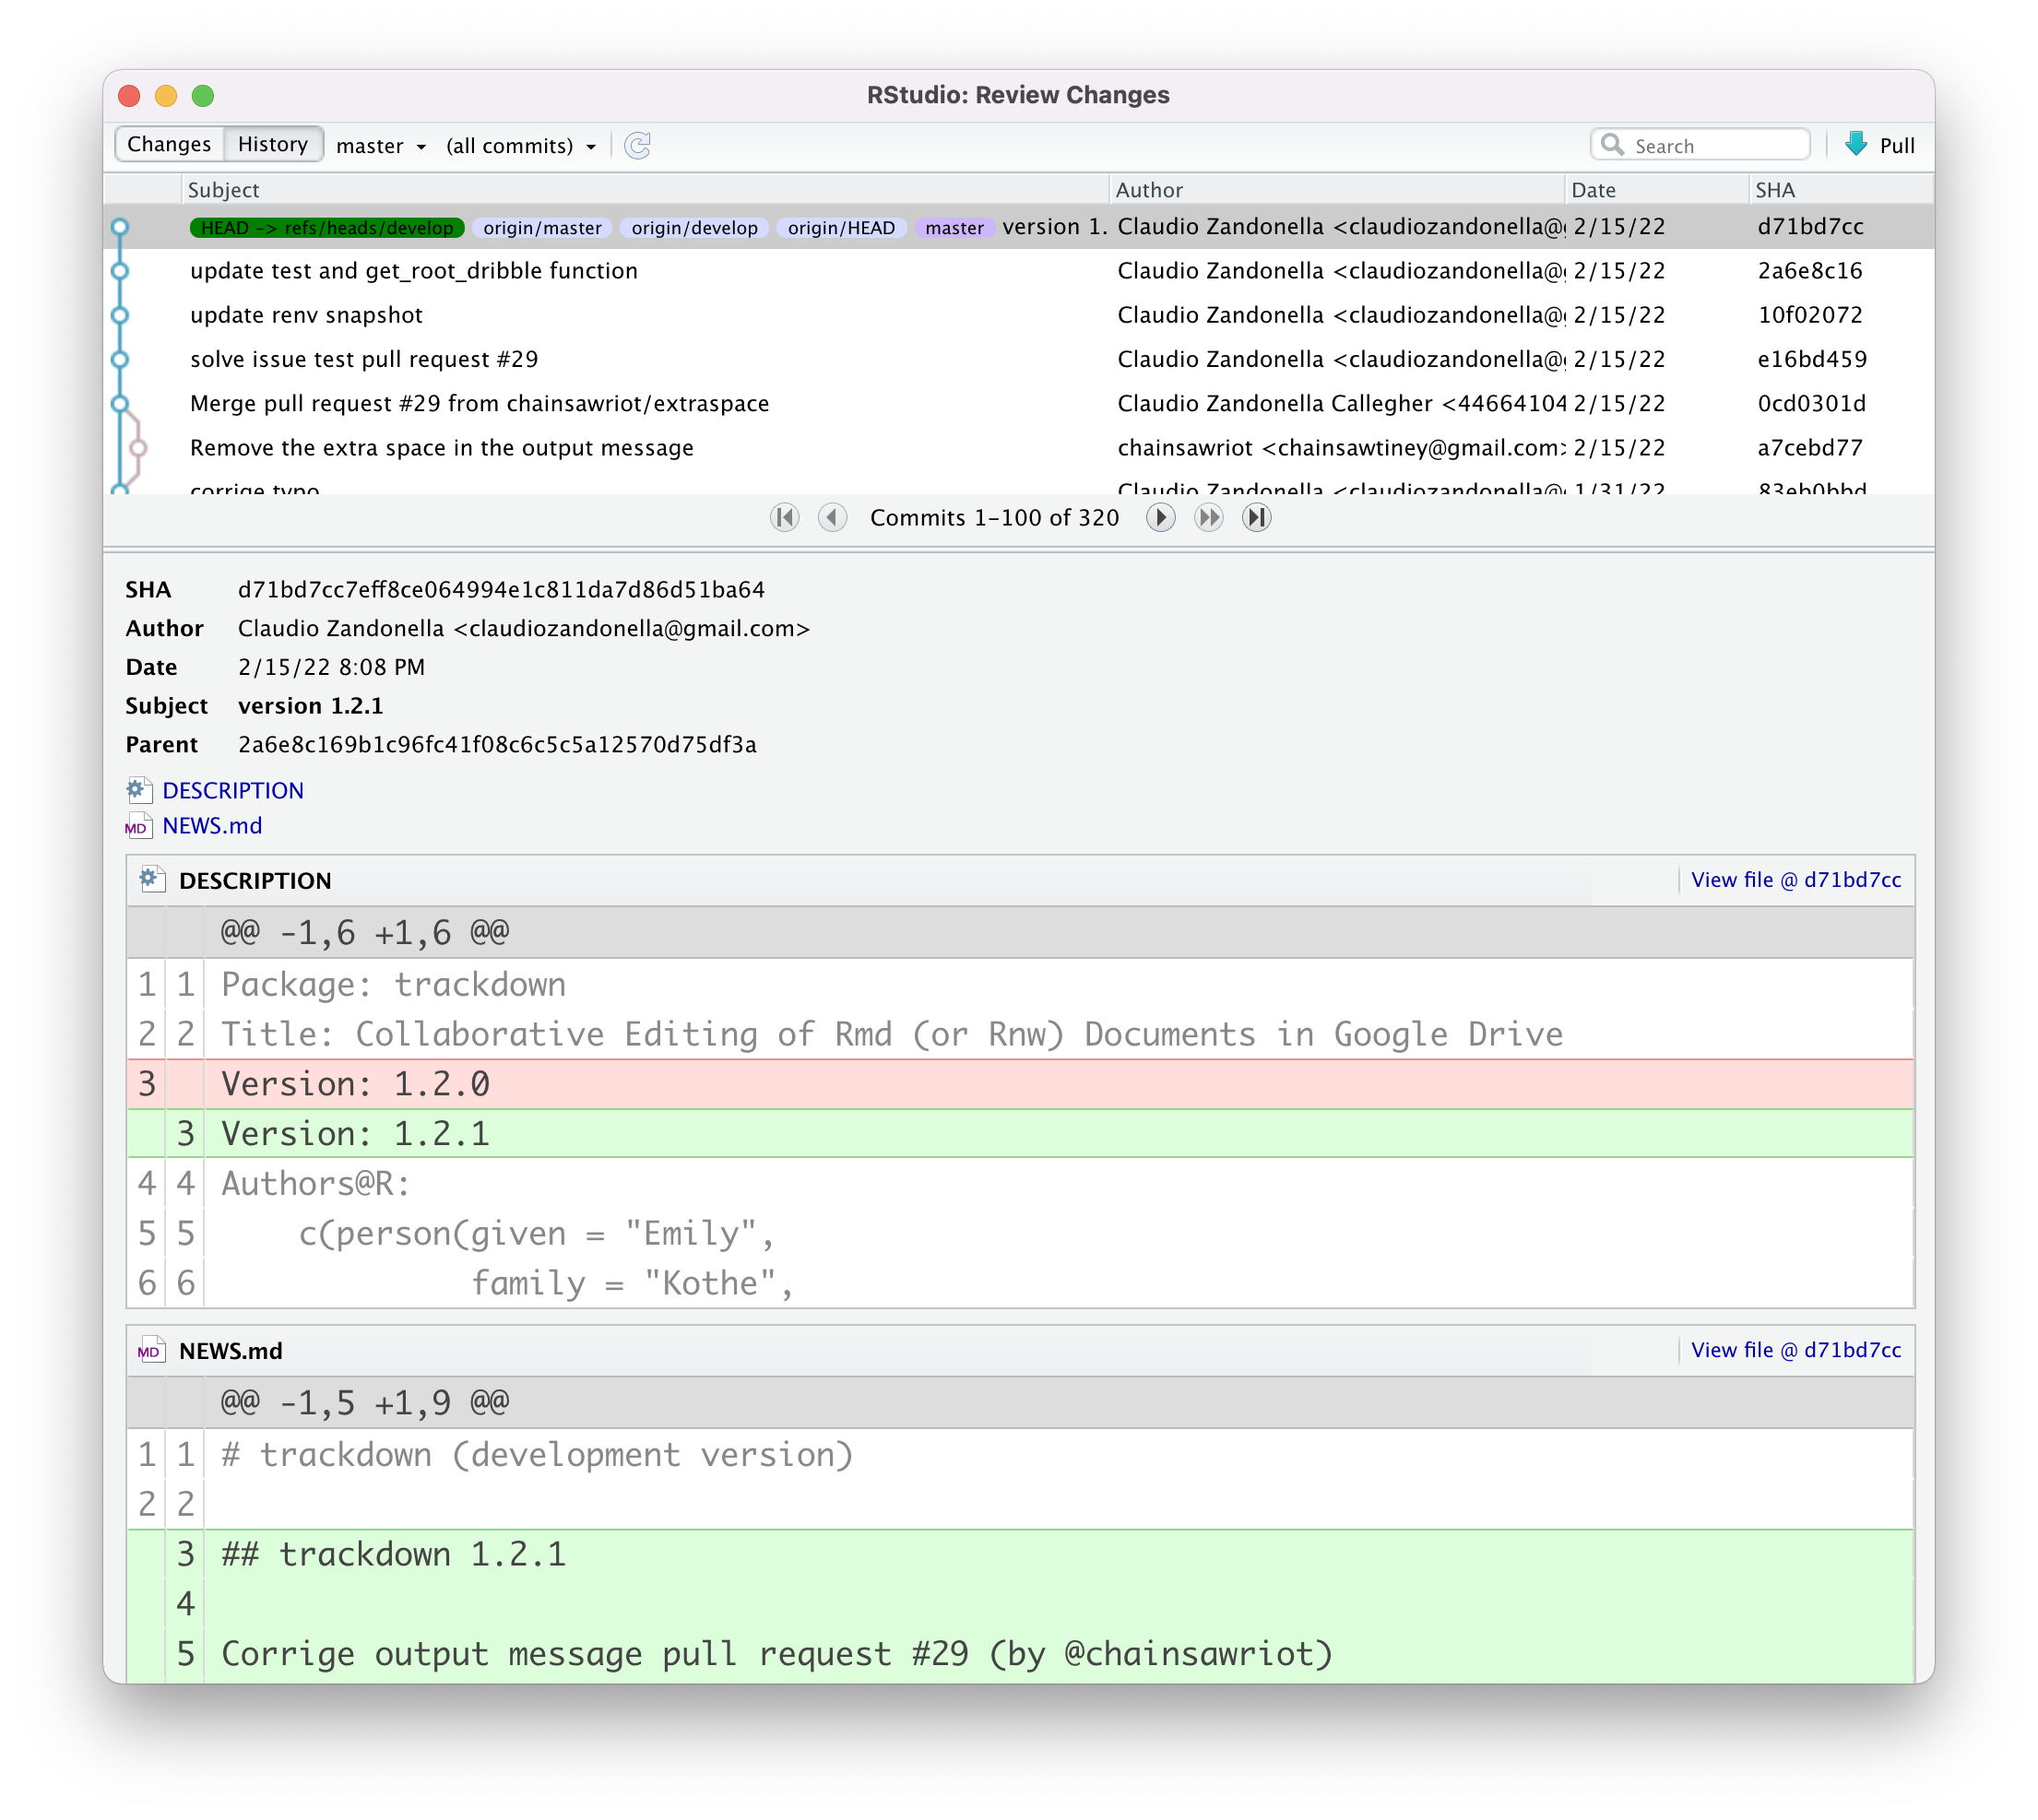 RStudio: Review Changes
Changes History master (all commits) Search Pull
Subject Author Date SHA
HEAD -> refs/heads/develop origin/master origin/develop origin/HEAD master version 1. Claudio Zandonella <claudiozandonella@g 2/15/22 d71bd7cc
update test and get_root_dribble function Claudio Zandonella <claudiozandonella@g 2/15/22 2a6e8c16
update renv snapshot Claudio Zandonella <claudiozandonella@g 2/15/22 10f02072
solve issue test pull request #29 Claudio Zandonella <claudiozandonella@g 2/15/22 e16bd459
Merge pull request #29 from chainsawriot/extraspace Claudio Zandonella Callegher <44664104 2/15/22 0cd0301d
Remove the extra space in the output message chainsawriot <chainsawtiney@gmail.com> 2/15/22 a7cebd77
corrige typo Claudio Zandonella <claudiozandonella@g 1/31/22 83eb0bbd
Commits 1-100 of 320
SHA d71bd7cc7eff8ce064994e1c811da7d86d51ba64
Author Claudio Zandonella <claudiozandonella@gmail.com>
Date 2/15/22 8:08 PM
Subject version 1.2.1
Parent 2a6e8c169b1c96fc41f08c6c5c5a12570d75df3a
DESCRIPTION
MD NEWS.md
DESCRIPTION View file @ d71bd7cc
@@ -1,6 +1,6 @@
1 1 Package: trackdown
2 2 Title: Collaborative Editing of Rmd (or Rnw) Documents in Google Drive
3 Version: 1.2.0
3 Version: 1.2.1
4 4 Authors@R:
5 5 c(person(given = "Emily",
6 6 family = "Kothe",
MD NEWS.md View file @ d71bd7cc
@@ -1,5 +1,9 @@
1 1 # trackdown (development version)
2 2
3 ## trackdown 1.2.1
4
5 Corrige output message pull request #29 (by @chainsawriot)